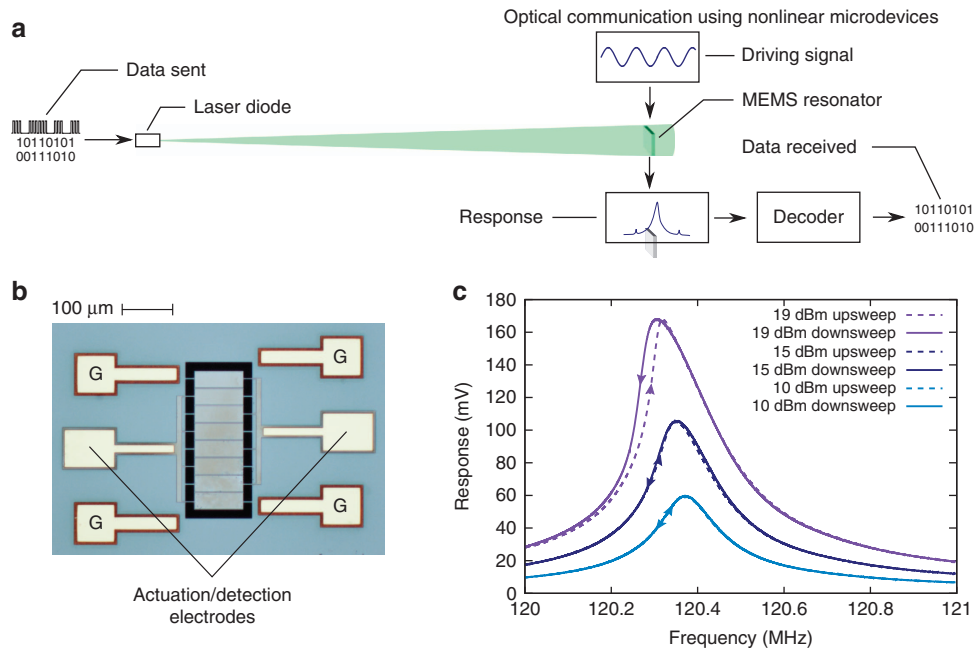 a
Optical communication using nonlinear microdevices
Data sent
Laser diode
10110101
00111010
Driving signal
MEMS resonator
Data received
Response
Decoder
10110101
00111010
b
100 μm
G
G
G
G
Actuation/detection
electrodes
c
180
160
140
120
100
80
60
40
20
0
Response (mV)
19 dBm upsweep
19 dBm downsweep
15 dBm upsweep
15 dBm downsweep
10 dBm upsweep
10 dBm downsweep
120
120.2
120.4
120.6
120.8
121
Frequency (MHz)